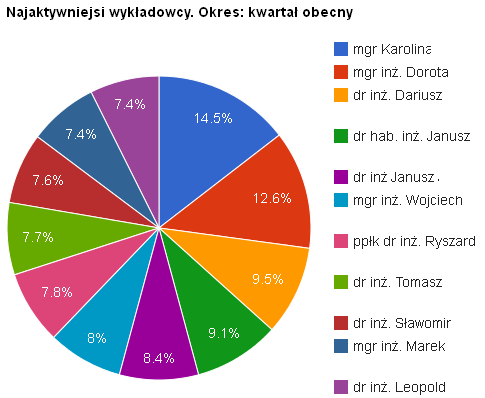 Najaktywniejsi wykładowcy. Okres: kwartał obecny
mgr Karolina
mgr inż. Dorota
dr inż. Dariusz
dr hab. inż. Janusz
dr inż Janusz.
mgr inż. Wojciech
ppłk dr inż. Ryszard
dr inż. Tomasz
dr inż. Sławomir
mgr inż. Marek
dr inż. Leopold
14.5%
12.6%
9.5%
9.1%
8.4%
8%
7.8%
7.7%
7.6%
7.4%
7.4%